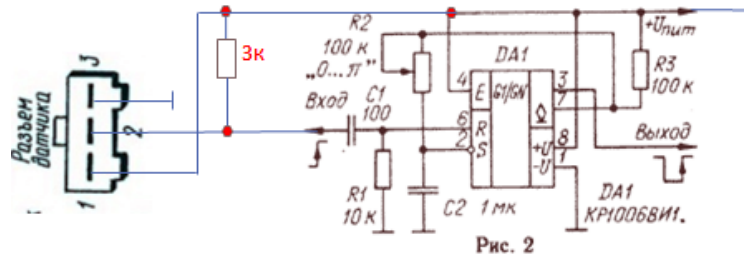 Разъем
датчика
3
2
1
3к
Вход
C1
100
R1
10 к
R2
100 к
„0...π”
C2
1 мк
DA1
4
E
G1/GN
6
R
2
S
3
7
+U
8
-U
1
R3
100 к
+Uпит
Выход
DA1
КР1006ВИ1.
Рис. 2